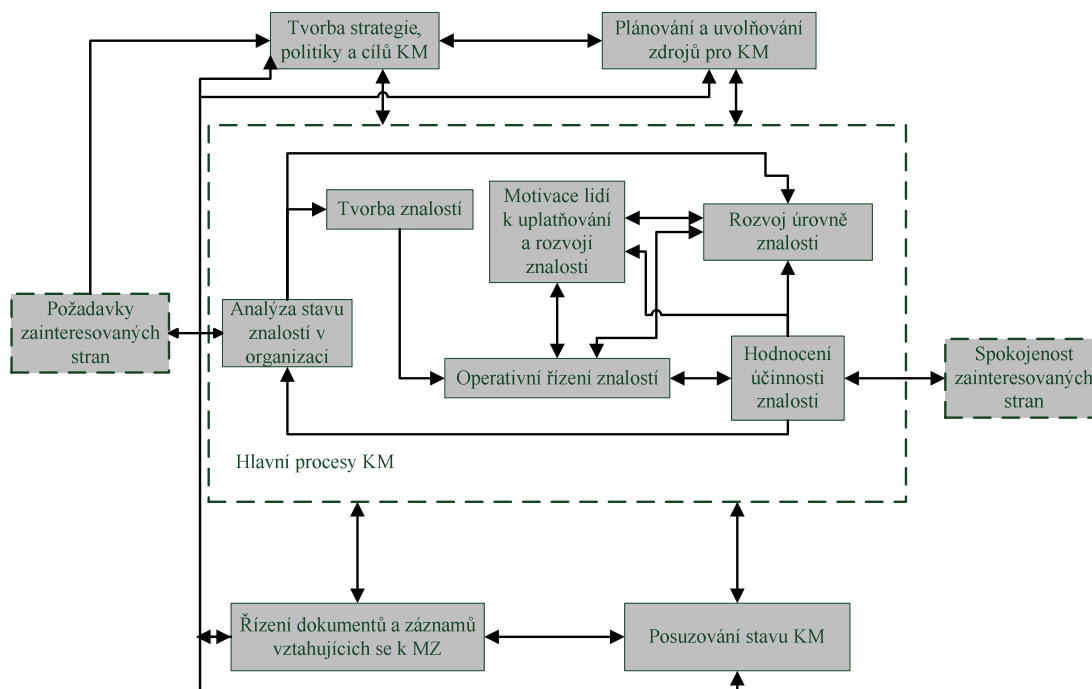 Tvorba strategie,
politiky a cílů KM
Plánování a uvolňování
zdrojů pro KM
Tvorba znalostí
Motivace lidí
k uplatňování
a rozvoji
znalosti
Rozvoj úrovně
znalosti
Požadavky
zainteresovaných
stran
Analýza stavu
znalostí v
organizaci
Operativní řízení znalostí
Hodnocení
účinnosti
znalosti
Spokojenost
zainteresovaných
stran
Hlavní procesy KM
Řízení dokumentů a záznamů
vztahujících se k MZ
Posuzování stavu KM